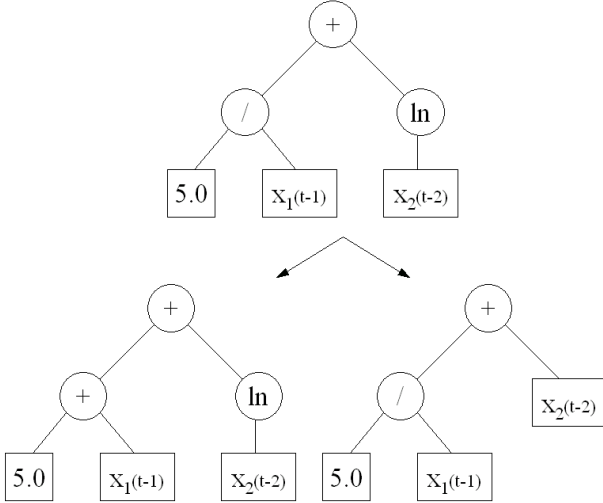 +
/ ln
5.0 X1(t-1) X2(t-2)
+ +
+ ln / X2(t-2)
5.0 X1(t-1) X2(t-2) 5.0 X1(t-1)